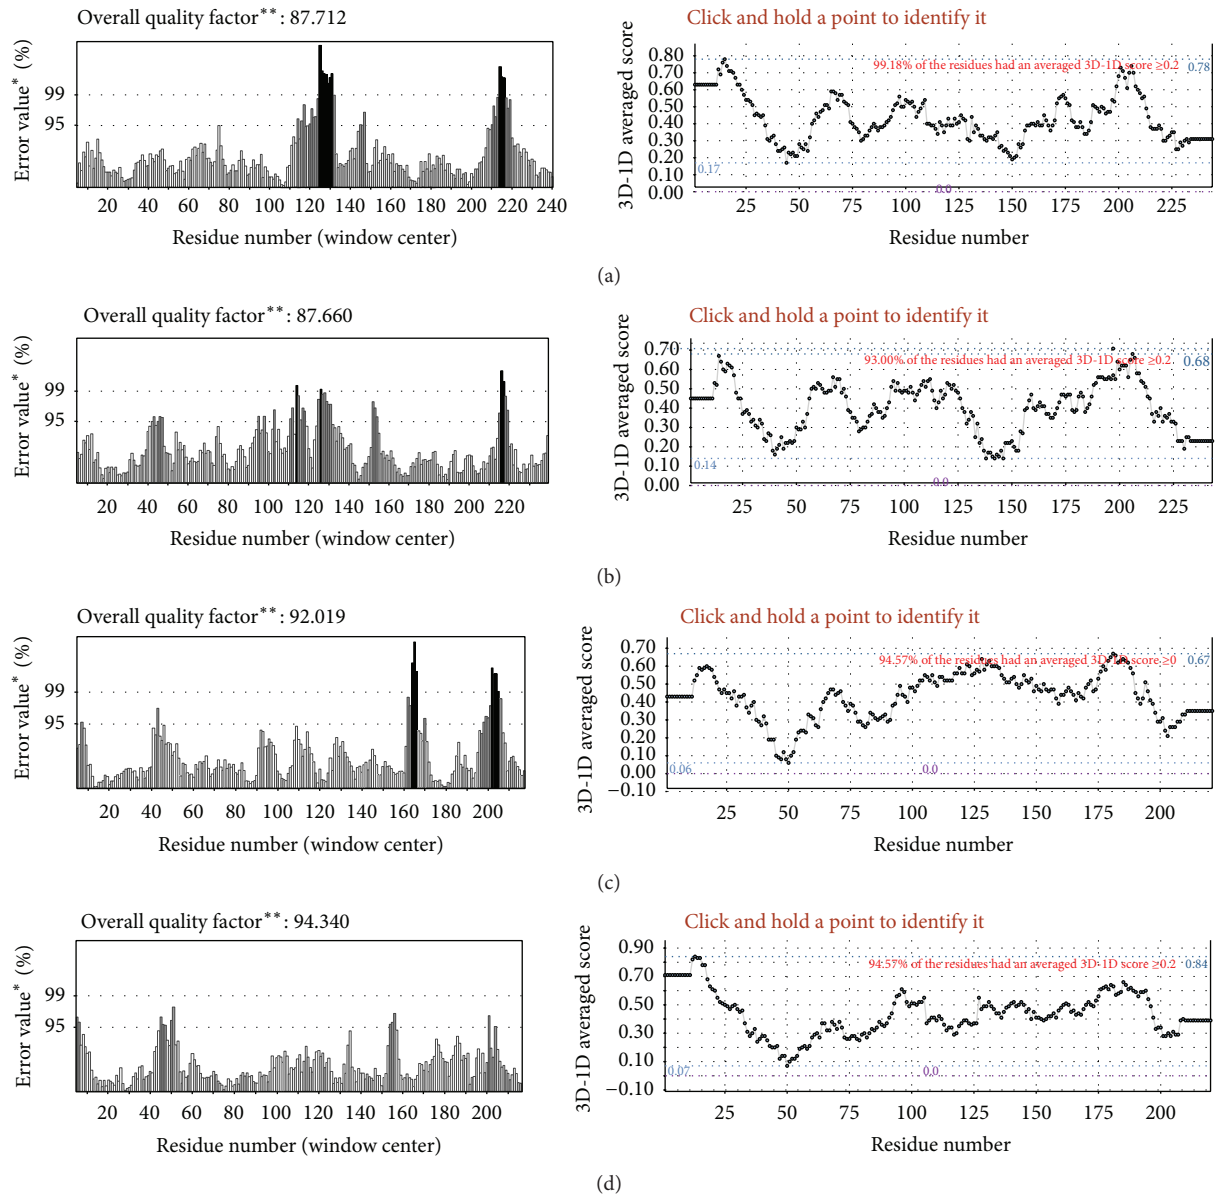 Overall quality factor**: 87.712
Error value* (%)
99
95
20 40 60 80 100 120 140 160 180 200 220 240
Residue number (window center)
Click and hold a point to identify it
3D-1D averaged score
0.80
0.70
0.60
0.50
0.40
0.30
0.20
0.10
0.00
99.18% of the residues had an averaged 3D-1D score ≥0.2
0.78
0.17
0.0
25 50 75 100 125 150 175 200 225
Residue number
(a)
Overall quality factor**: 87.660
Error value* (%)
99
95
20 40 60 80 100 120 140 160 180 200 220
Residue number (window center)
Click and hold a point to identify it
3D-1D averaged score
0.70
0.60
0.50
0.40
0.30
0.20
0.10
0.00
93.00% of the residues had an averaged 3D-1D score ≥0.2
0.68
0.14
0.0
25 50 75 100 125 150 175 200 225
Residue number
(b)
Overall quality factor**: 92.019
Error value* (%)
99
95
20 40 60 80 100 120 140 160 180 200
Residue number (window center)
Click and hold a point to identify it
3D-1D averaged score
0.70
0.60
0.50
0.40
0.30
0.20
0.10
0.00
−0.10
94.57% of the residues had an averaged 3D-1D score ≥0
0.67
0.06
0.0
25 50 75 100 125 150 175 200
Residue number
(c)
Overall quality factor**: 94.340
Error value* (%)
99
95
20 40 60 80 100 120 140 160 180 200
Residue number (window center)
Click and hold a point to identify it
3D-1D averaged score
0.90
0.70
0.50
0.30
0.10
−0.10
94.57% of the residues had an averaged 3D-1D score ≥0.2
0.84
0.07
0.0
25 50 75 100 125 150 175 200
Residue number
(d)